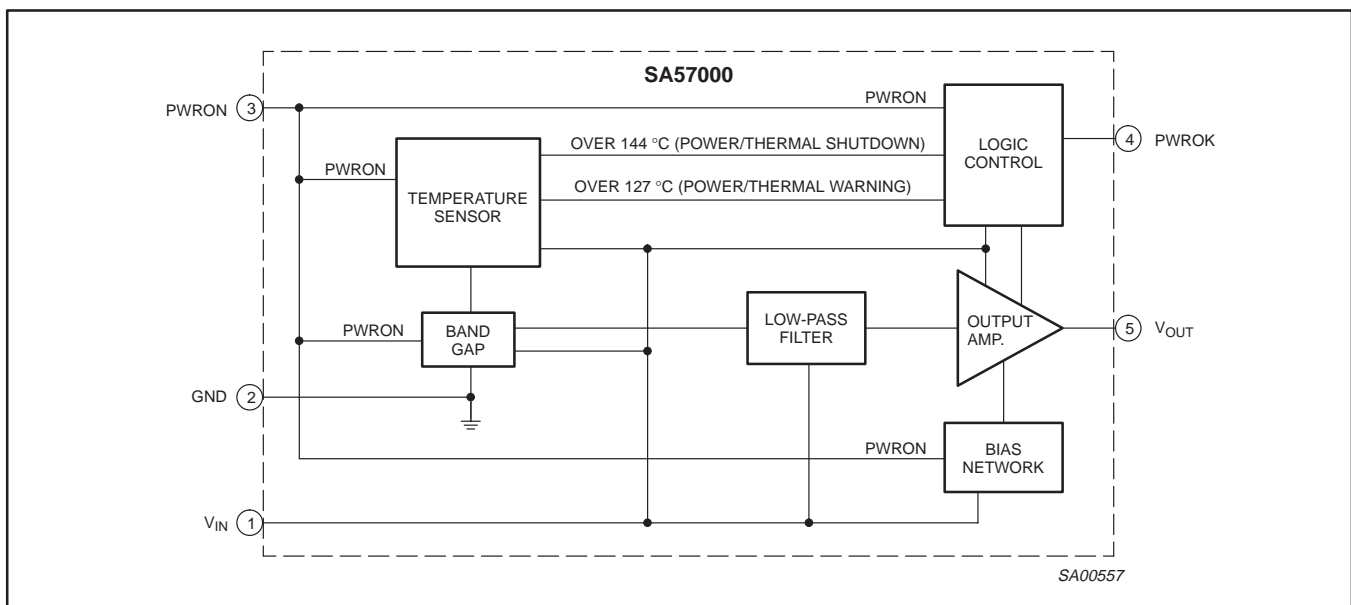 SA57000
PWRON
3
PWRON
LOGIC
CONTROL
4
PWROK
OVER 144 °C (POWER/THERMAL SHUTDOWN)
PWRON
TEMPERATURE
SENSOR
OVER 127 °C (POWER/THERMAL WARNING)
PWRON
BAND
GAP
LOW-PASS
FILTER
OUTPUT
AMP.
5
VOUT
GND
2
PWRON
BIAS
NETWORK
VIN
1
SA00557